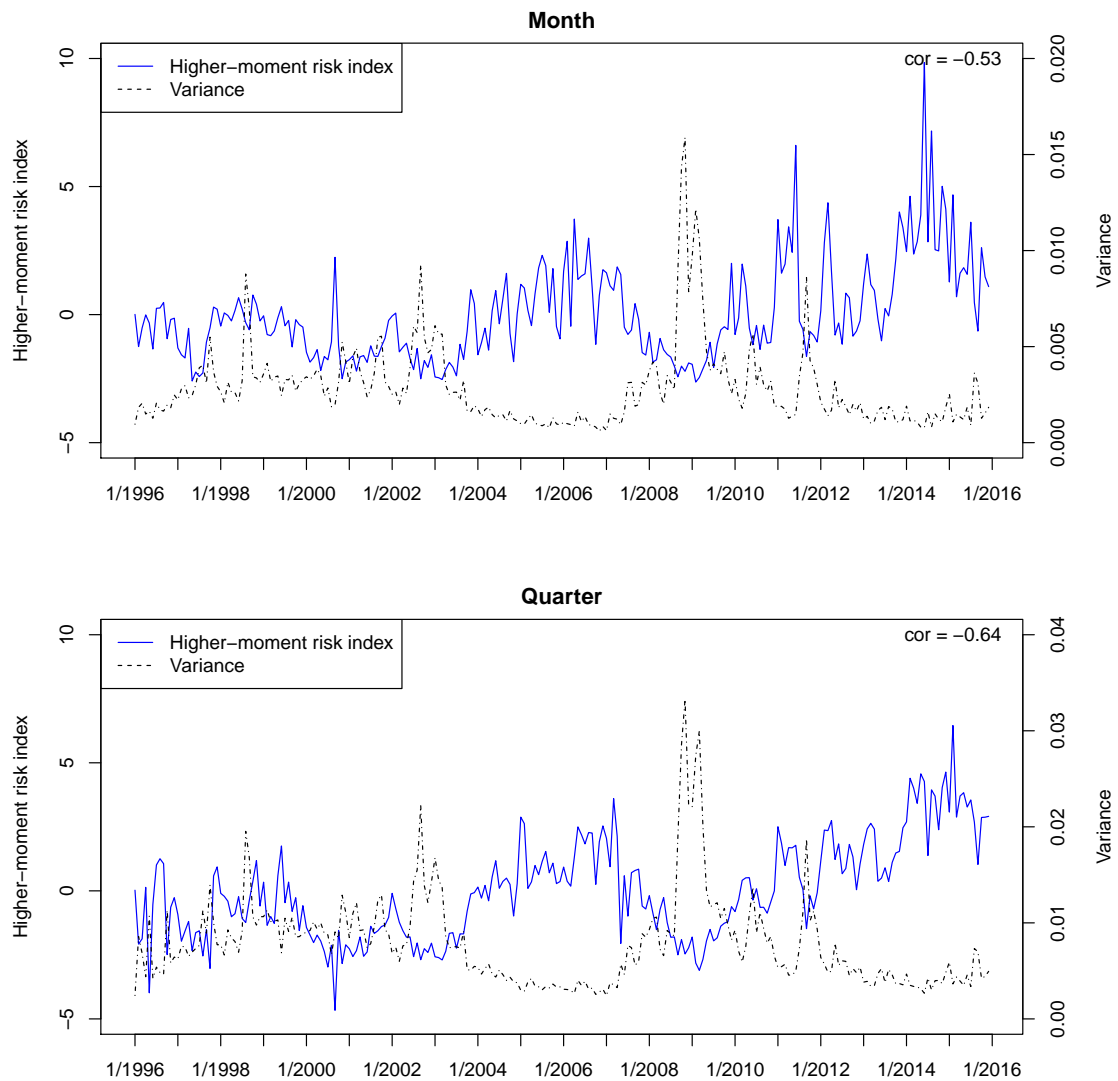 Month
Higher−moment risk index
Variance
cor = −0.53
10
5
0
−5
Higher−moment risk index
0.020
0.015
0.010
0.005
0.000
Variance
1/1996 1/1998 1/2000 1/2002 1/2004 1/2006 1/2008 1/2010 1/2012 1/2014 1/2016
Quarter
Higher−moment risk index
Variance
cor = −0.64
10
5
0
−5
Higher−moment risk index
0.04
0.03
0.02
0.01
0.00
Variance
1/1996 1/1998 1/2000 1/2002 1/2004 1/2006 1/2008 1/2010 1/2012 1/2014 1/2016